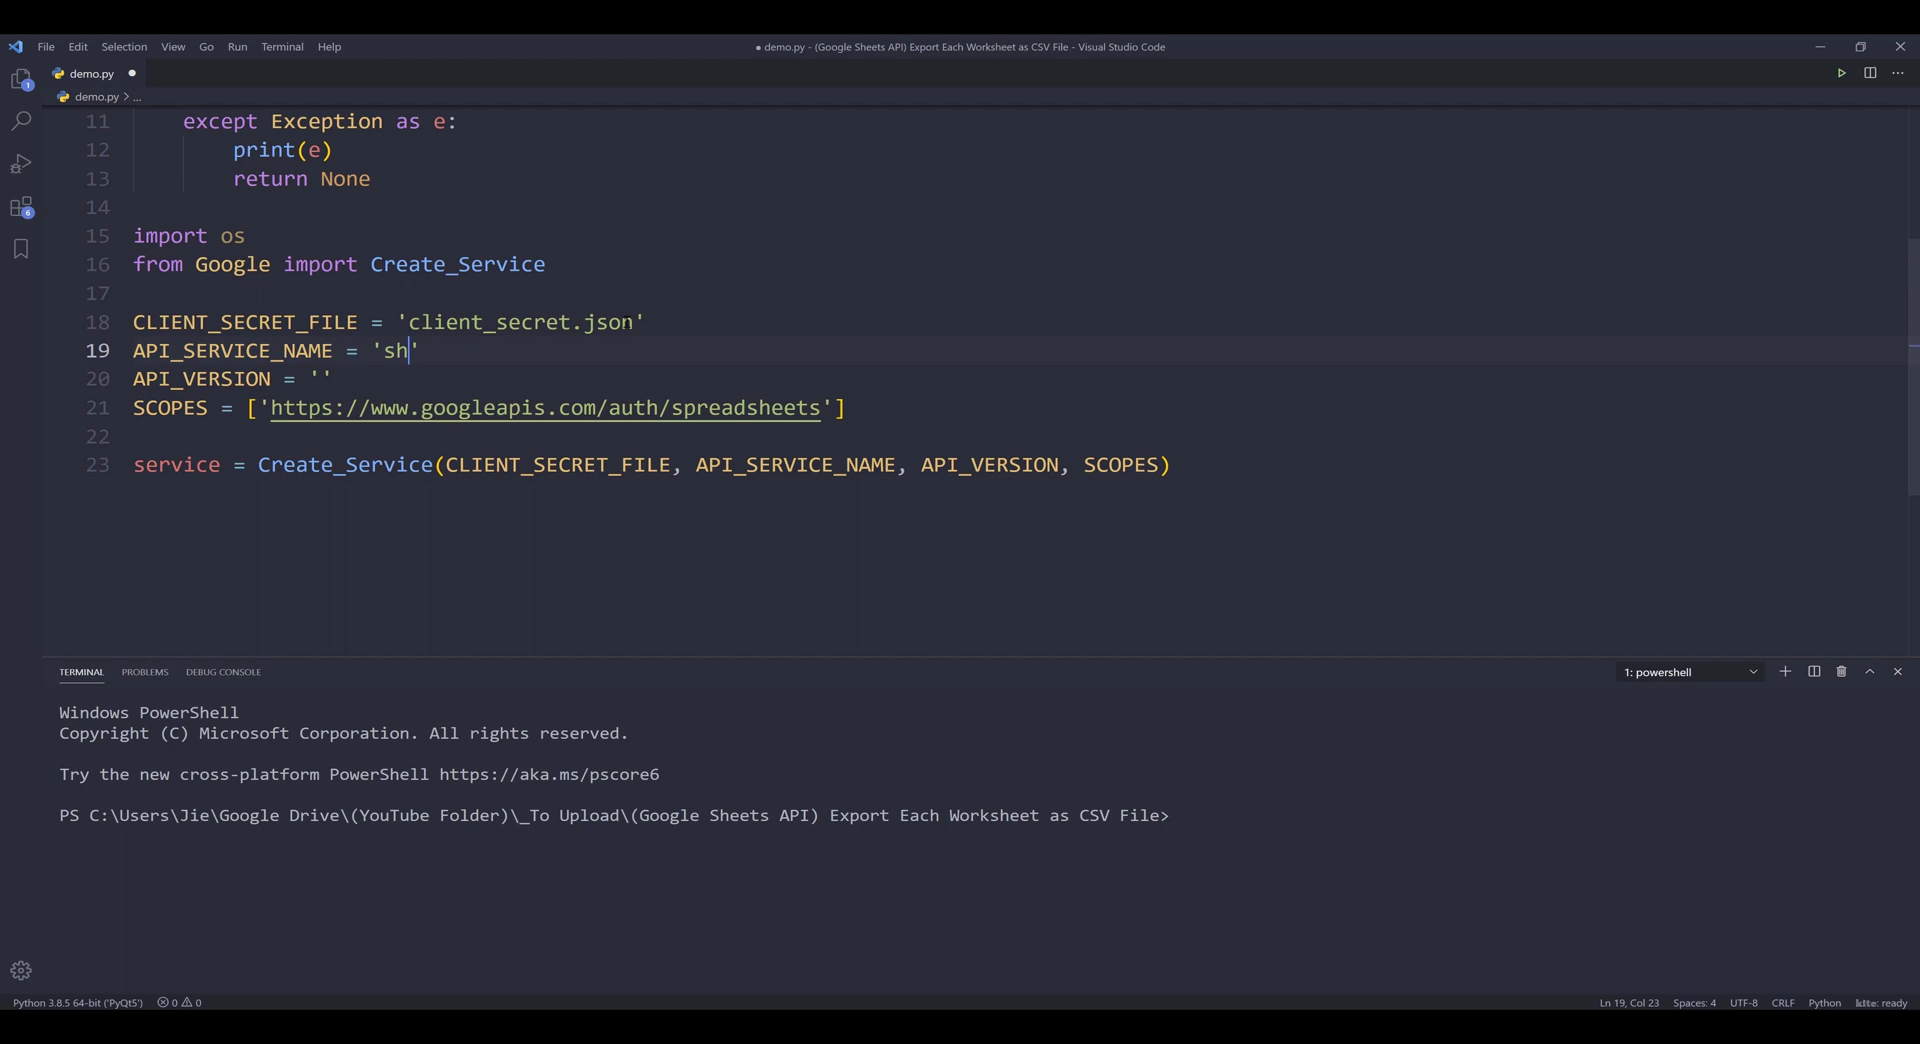 File Edit Selection View Go Run Terminal Help ● demo.py - (Google Sheets API) Export Each Worksheet as CSV File - Visual Studio Code
demo.py
demo.py > ...
1
6
11 except Exception as e:
12 print(e)
13 return None
14
15 import os
16 from Google import Create_Service
17
18 CLIENT_SECRET_FILE = 'client_secret.json'
19 API_SERVICE_NAME = 'sh'
20 API_VERSION = ''
21 SCOPES = ['https://www.googleapis.com/auth/spreadsheets']
22
23 service = Create_Service(CLIENT_SECRET_FILE, API_SERVICE_NAME, API_VERSION, SCOPES)
TERMINAL PROBLEMS DEBUG CONSOLE 1: powershell
Windows PowerShell
Copyright (C) Microsoft Corporation. All rights reserved.
Try the new cross-platform PowerShell https://aka.ms/pscore6
PS C:\Users\Jie\Google Drive\(YouTube Folder)\_To Upload\(Google Sheets API) Export Each Worksheet as CSV File>
Python 3.8.5 64-bit ('PyQt5') 0 0 Ln 19, Col 23 Spaces: 4 UTF-8 CRLF Python kite: ready